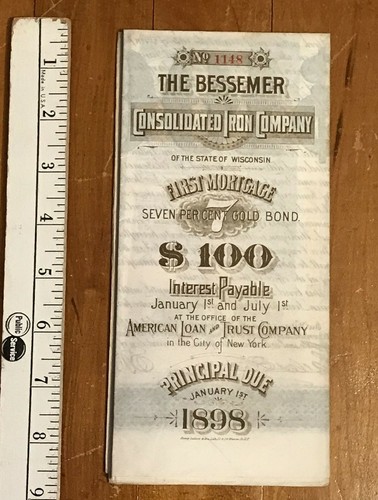 No 1148
THE BESSEMER
CONSOLIDATED IRON COMPANY
OF THE STATE OF WISCONSIN
FIRST MORTGAGE
7
SEVEN PER CENT GOLD BOND
$100
Interest Payable
January 1st and July 1st
AT THE OFFICE OF THE
AMERICAN LOAN AND TRUST COMPANY
in the City of New York
PRINCIPAL DUE
JANUARY 1ST
1898
Made in U.S.A.
1
2
3
4
5
6
7
8
9
Public Service